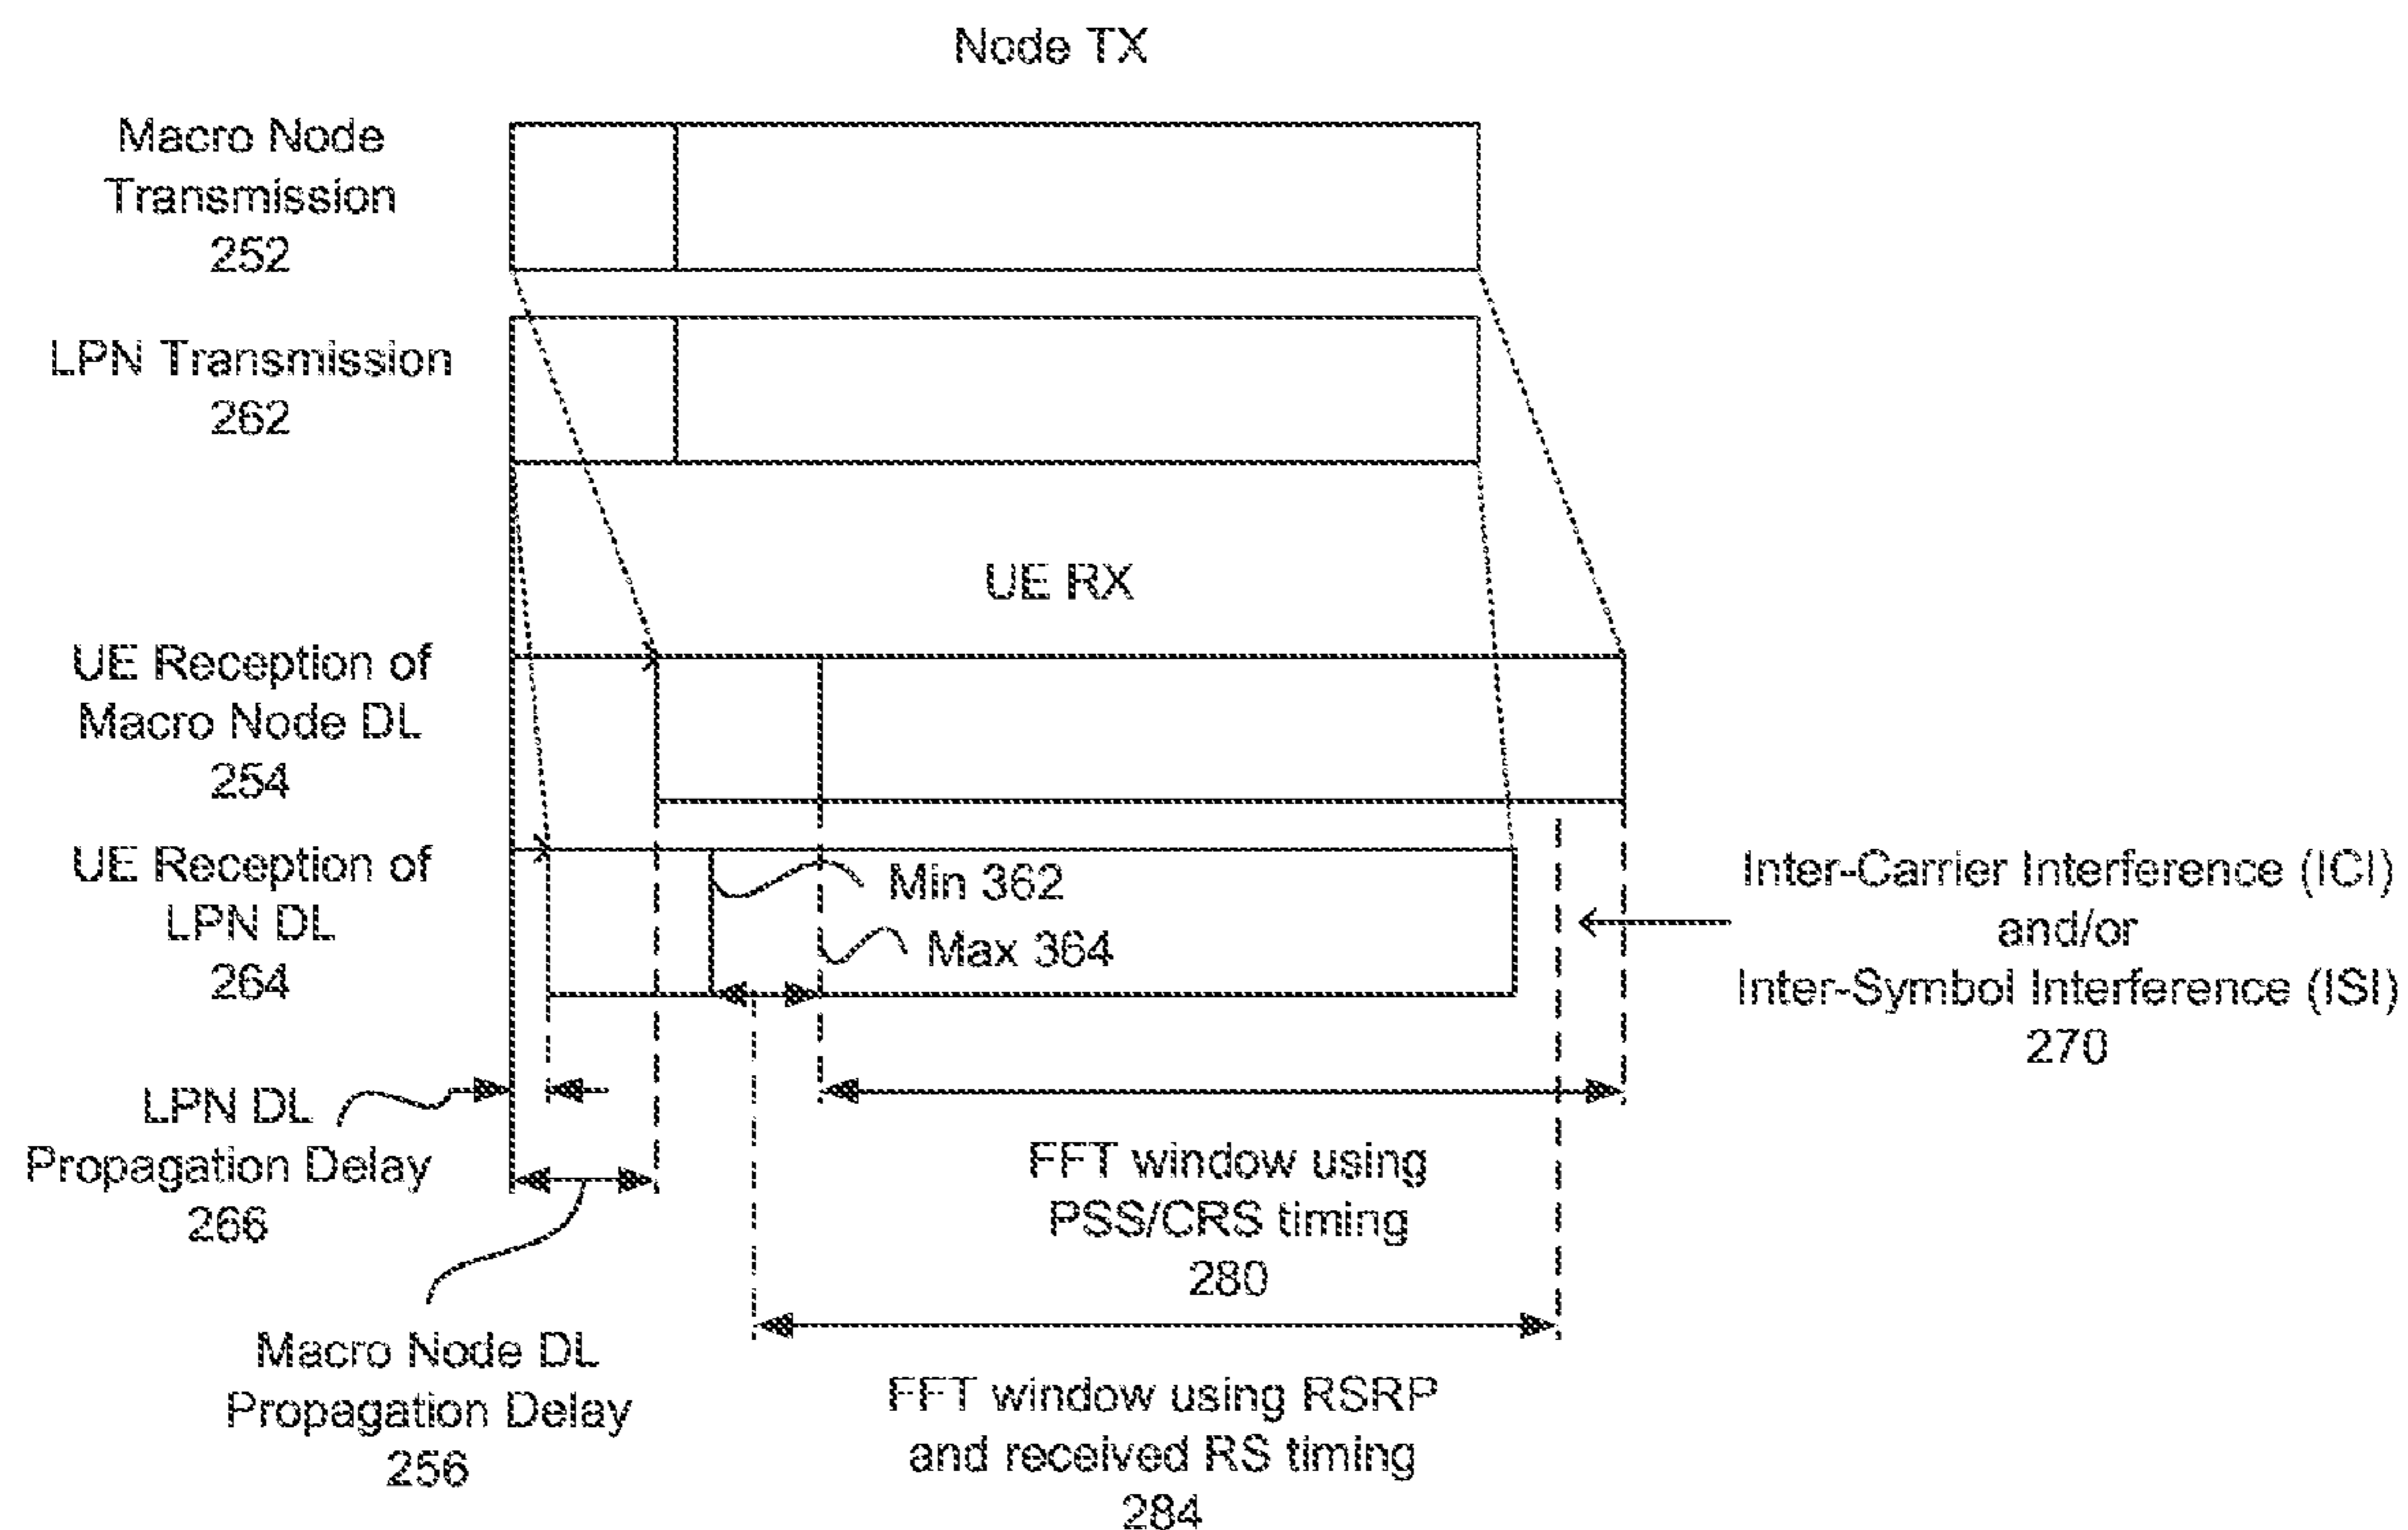 Node TX
Macro Node
Transmission
252
LPN Transmission
262
UE RX
UE Reception of
Macro Node DL
254
UE Reception of
LPN DL
264
Min 362
Max 364
Inter-Carrier Interference (ICI)
and/or
Inter-Symbol Interference (ISI)
270
LPN DL
Propagation Delay
266
FFT window using
PSS/CRS timing
280
Macro Node DL
Propagation Delay
256
FFT window using RSRP
and received RS timing
284